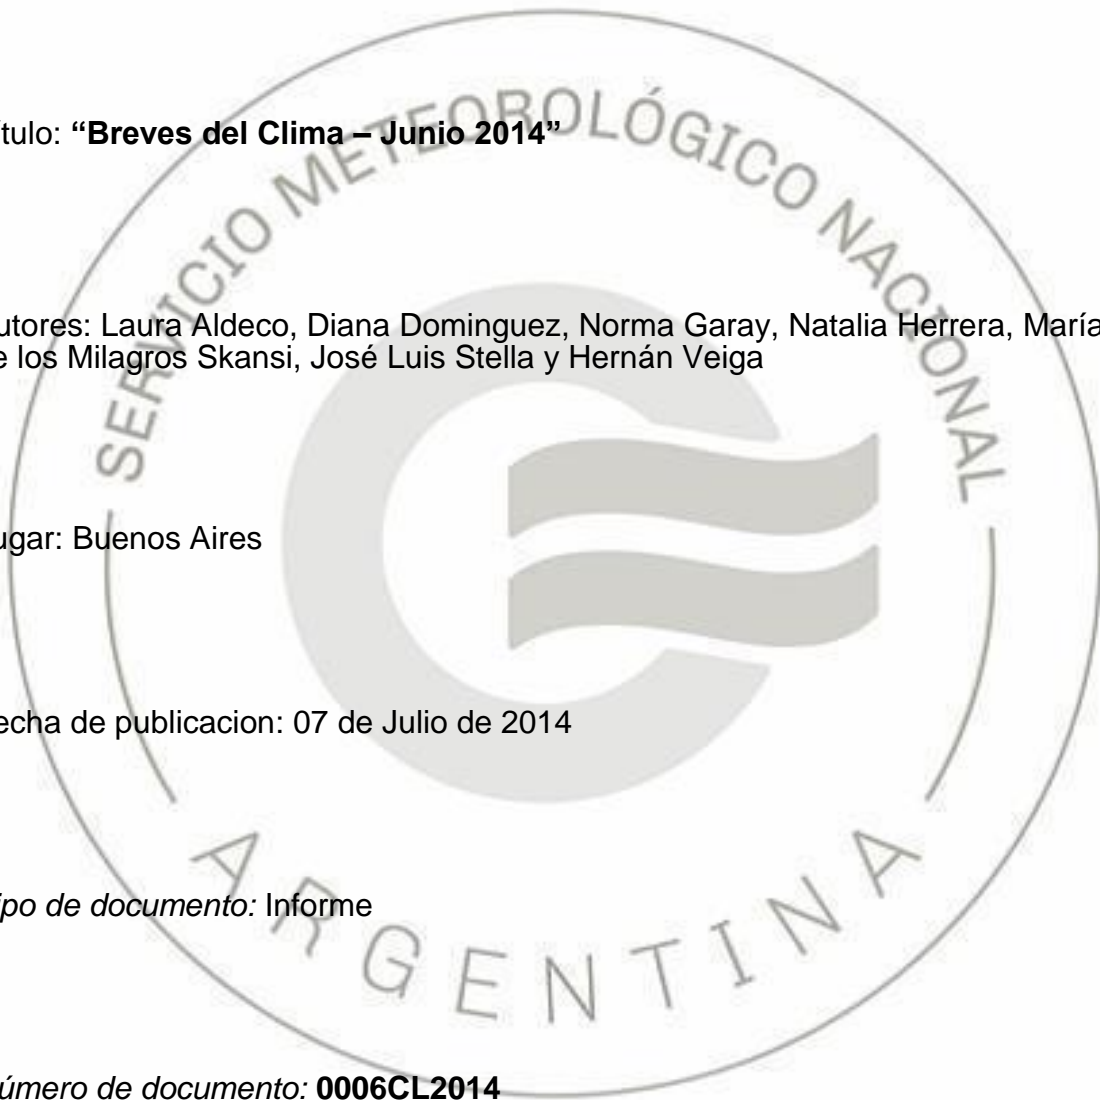 SERVICIO METEOROLÓGICO NACIONAL
tulo: “Breves del Clima – Junio 2014”
utores: Laura Aldeco, Diana Dominguez, Norma Garay, Natalia Herrera, María
e los Milagros Skansi, José Luis Stella y Hernán Veiga
ugar: Buenos Aires
echa de publicacion: 07 de Julio de 2014
ipo de documento: Informe
ARGENTINA
úmero de documento: 0006CL2014